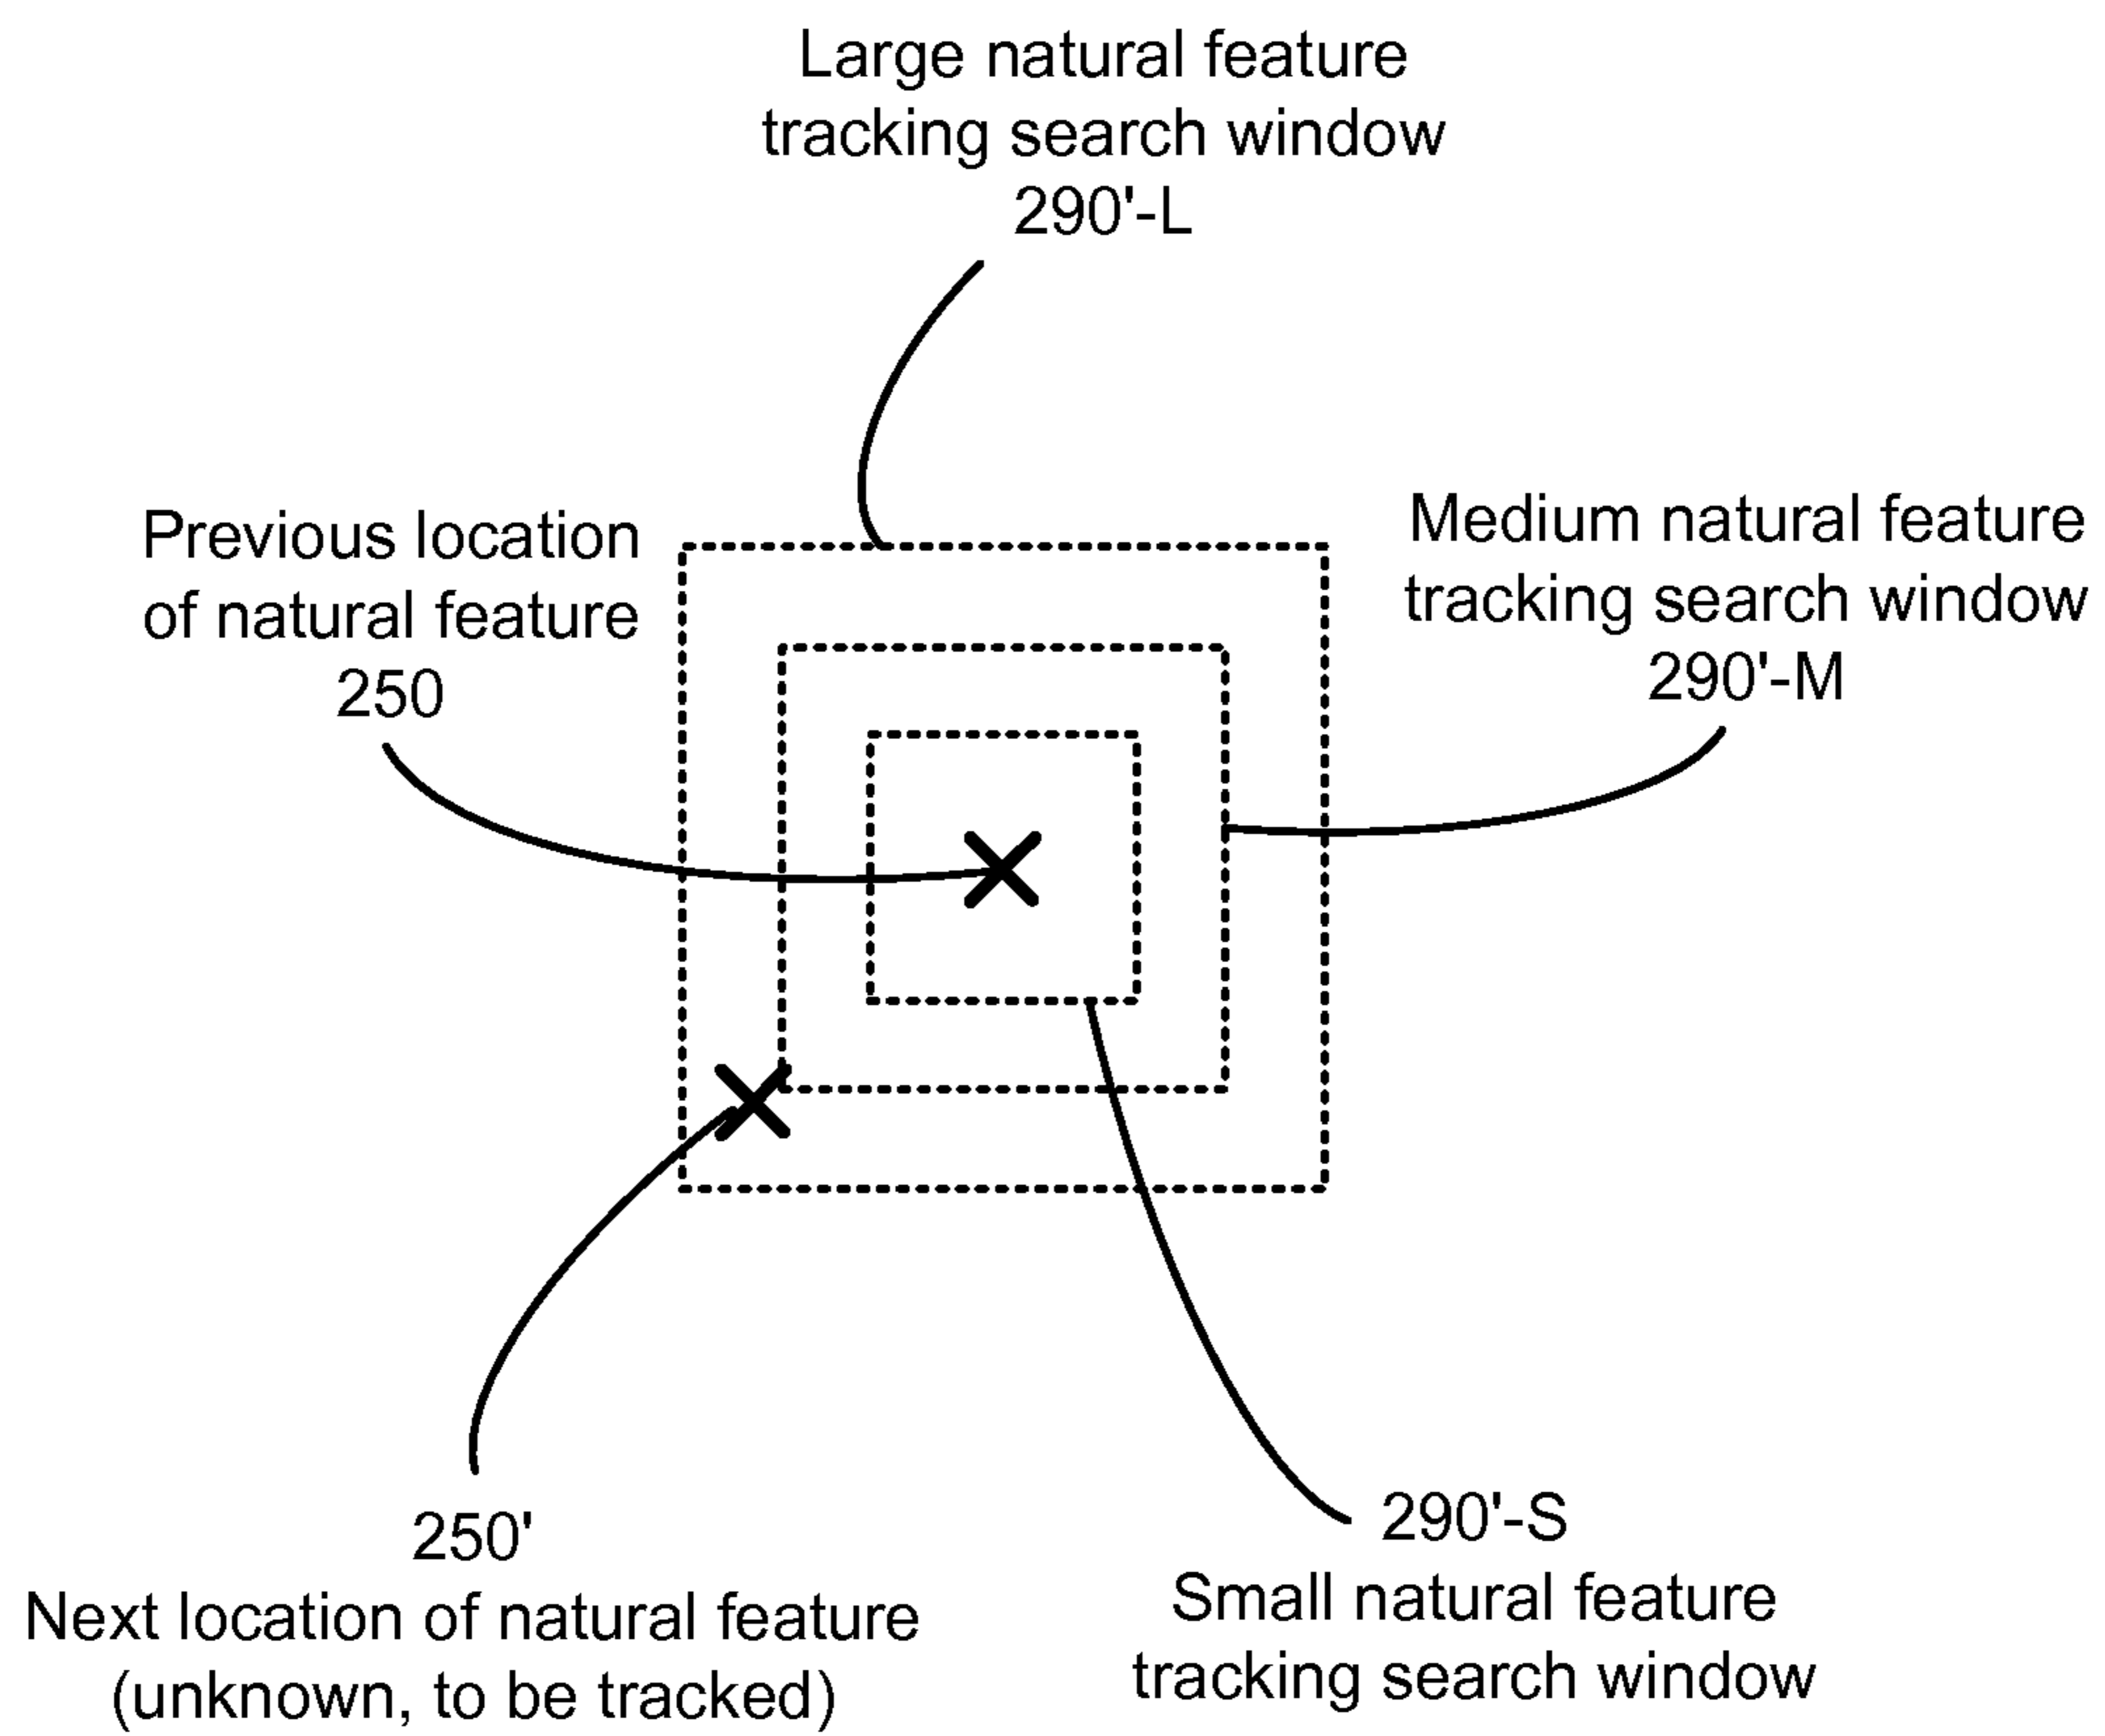 Large natural feature
tracking search window
290'-L
Previous location
of natural feature
250
Medium natural feature
tracking search window
290'-M
250'
Next location of natural feature
(unknown, to be tracked)
290'-S
Small natural feature
tracking search window